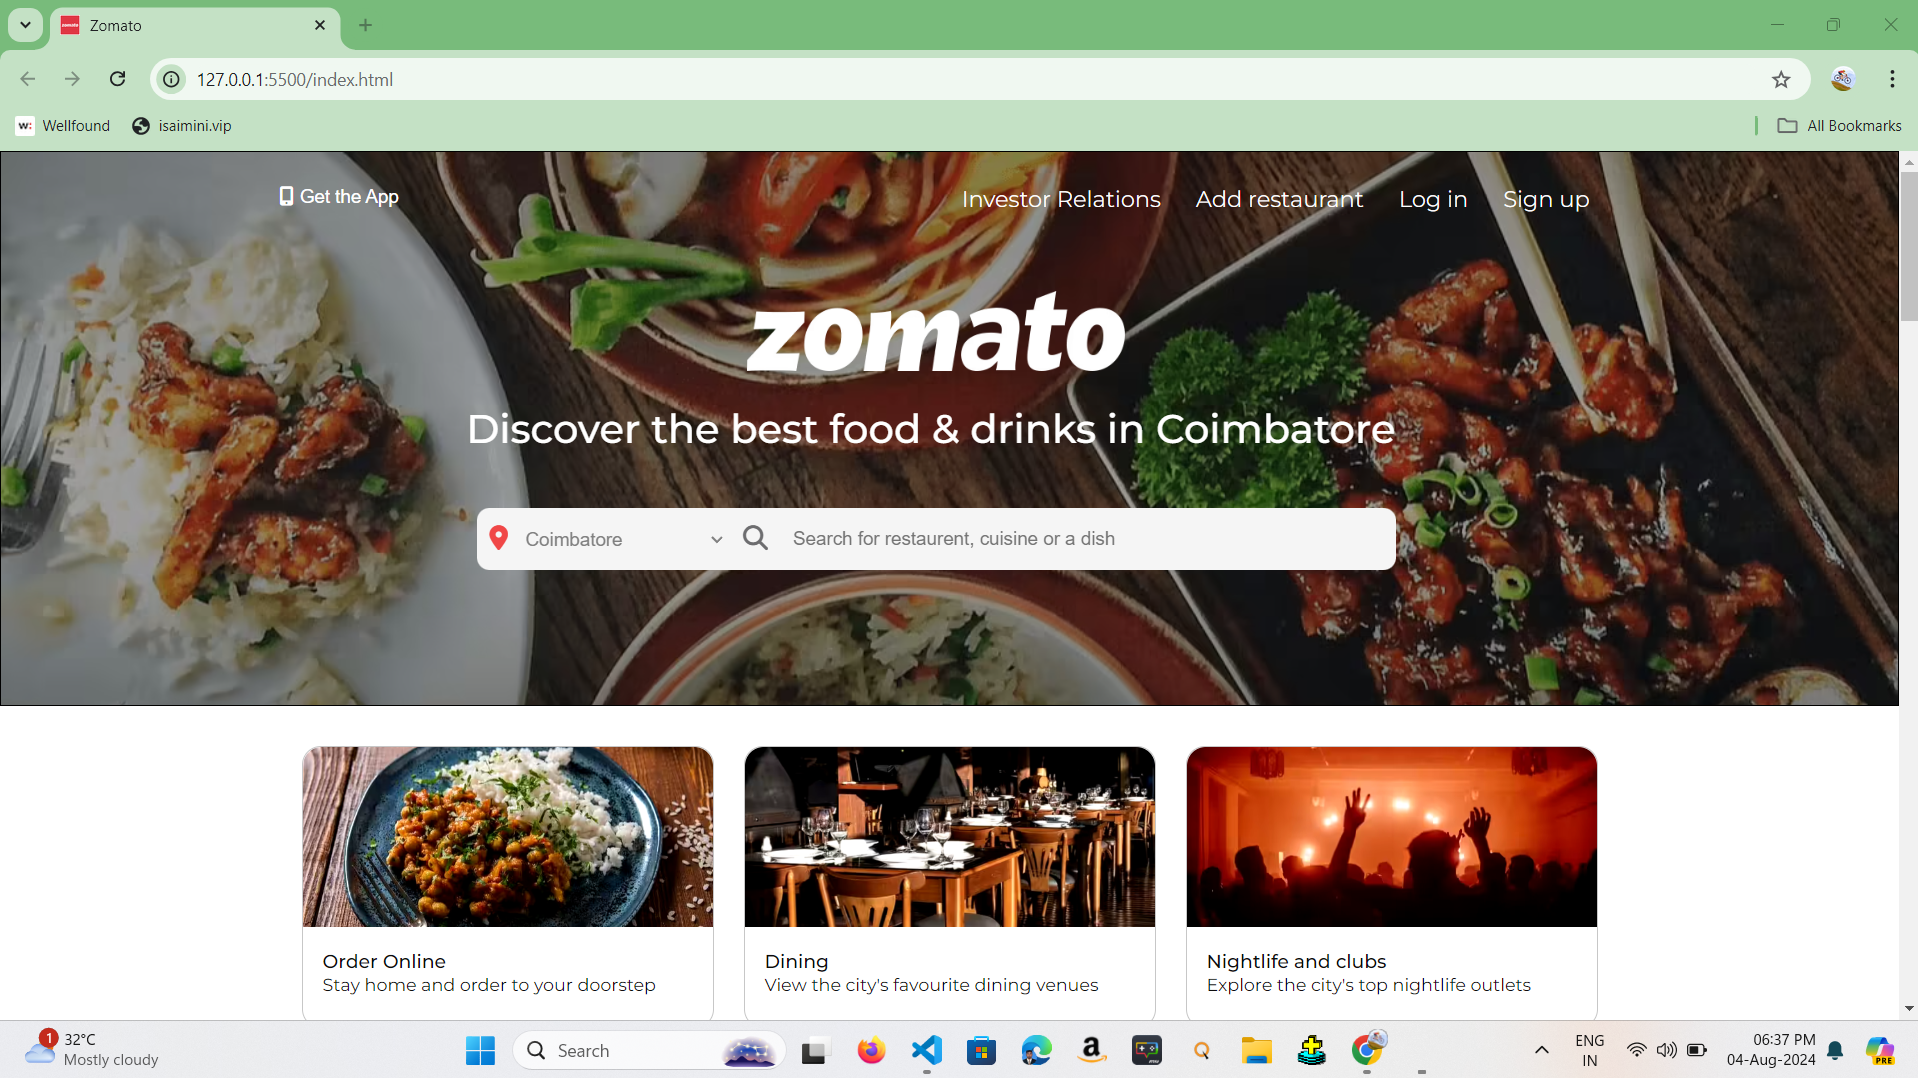 Zomato
127.0.0.1:5500/index.html
w: Wellfound
isaimini.vip
All Bookmarks
Get the App
Investor Relations
Add restaurant
Log in
Sign up
zomato
Discover the best food & drinks in Coimbatore
Coimbatore
Search for restaurent, cuisine or a dish
Order Online
Stay home and order to your doorstep
Dining
View the city's favourite dining venues
Nightlife and clubs
Explore the city's top nightlife outlets
1
32°C
Mostly cloudy
Search
ENG
IN
06:37 PM
04-Aug-2024
PRE